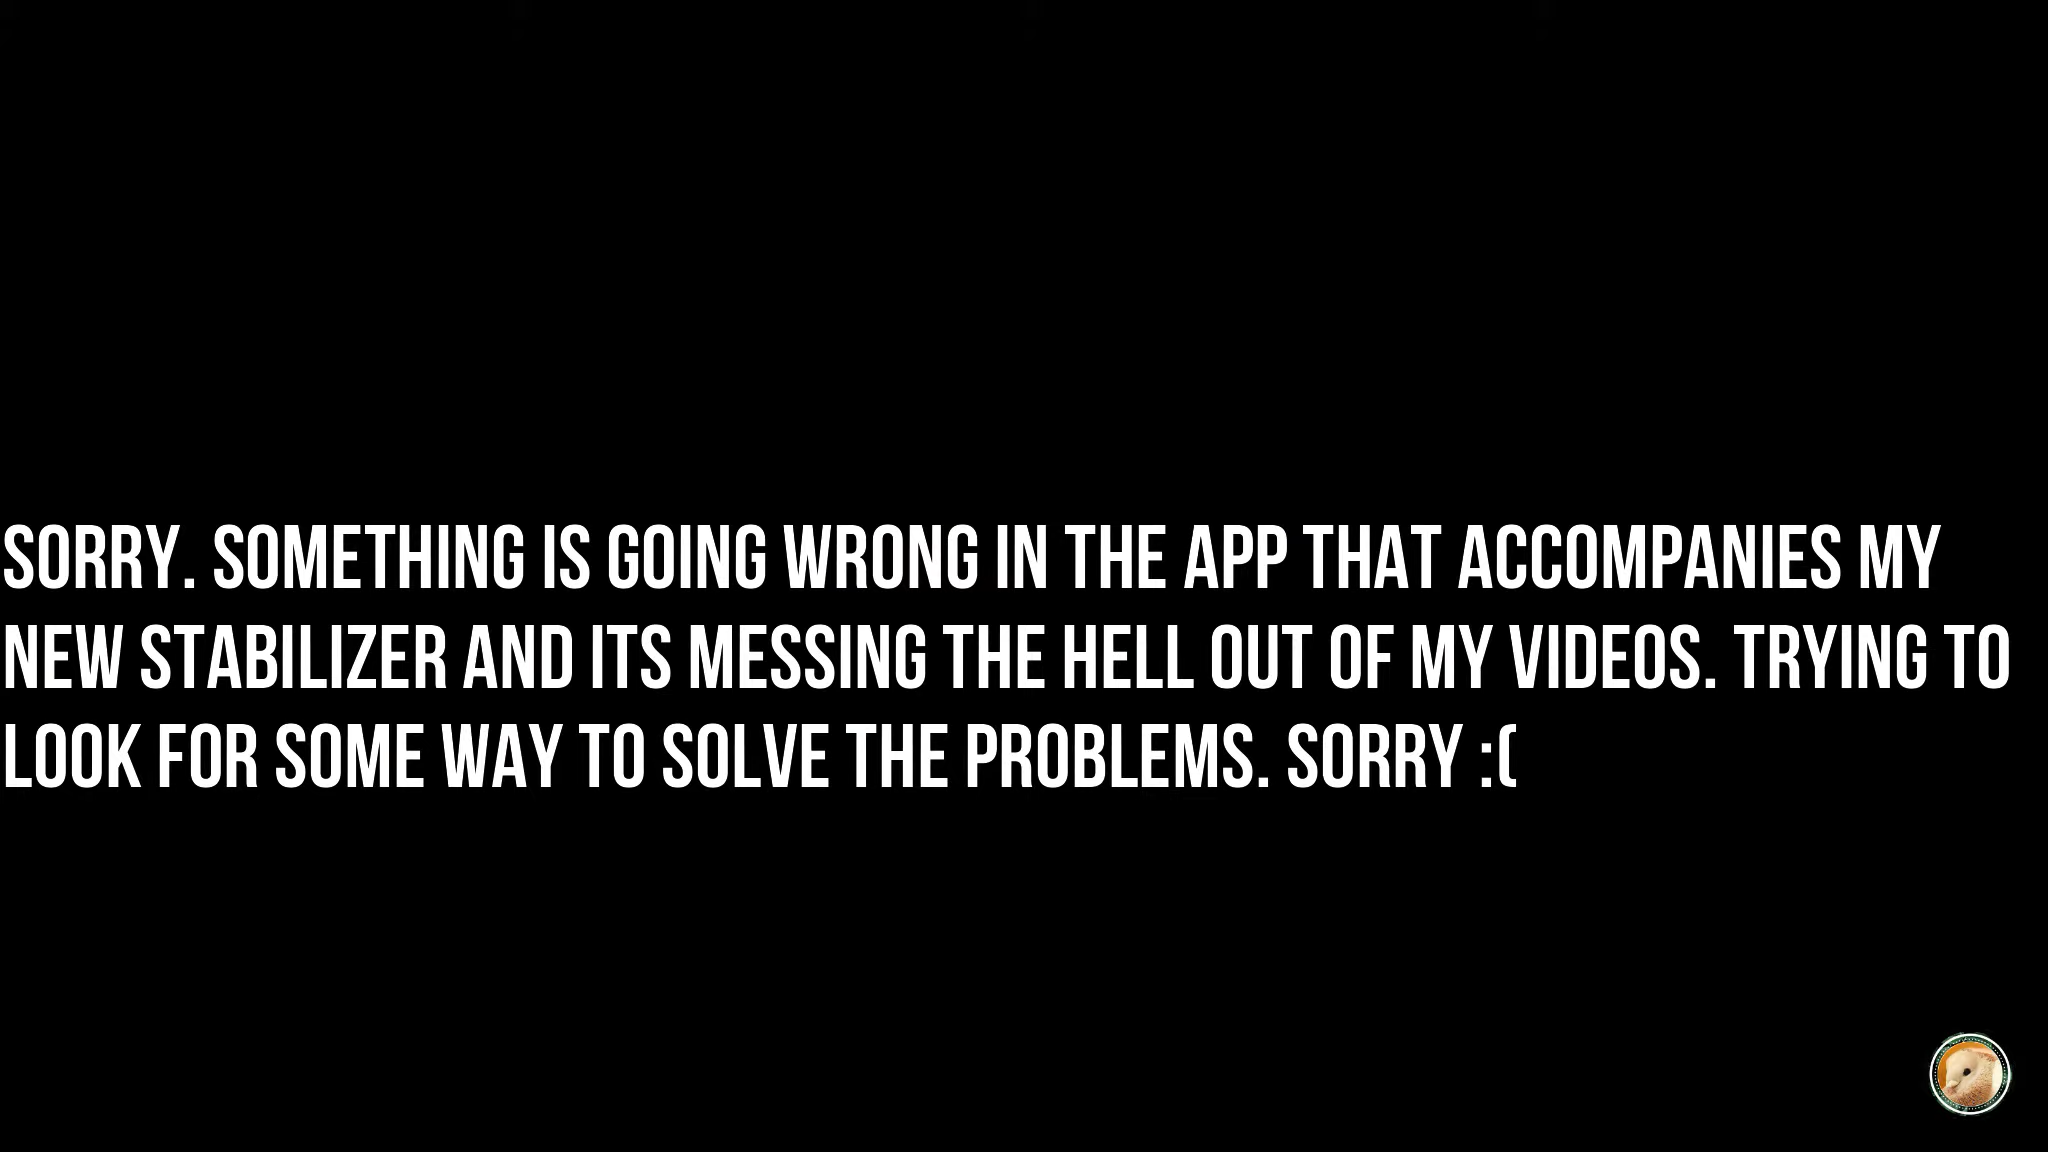 SORRY. SOMETHING IS GOING WRONG IN THE APP THAT ACCOMPANIES MY
NEW STABILIZER AND ITS MESSING THE HELL OUT OF MY VIDEOS. TRYING TO
LOOK FOR SOME WAY TO SOLVE THE PROBLEMS. SORRY :(